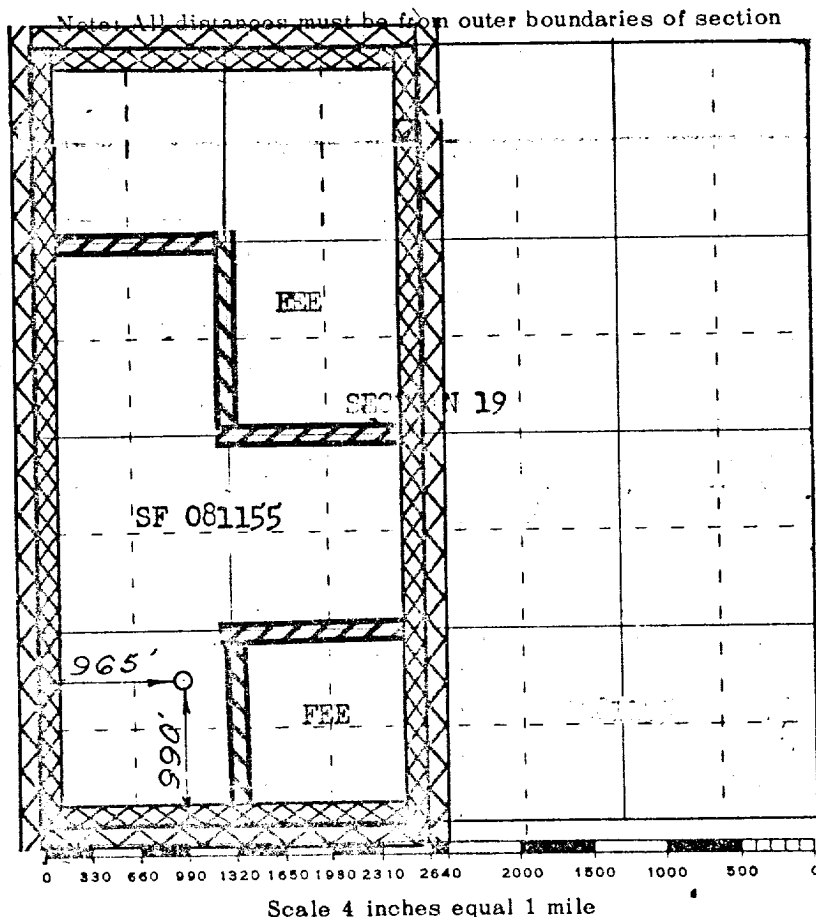 Note: All distances must be from outer boundaries of section
FEE
SECTION 19
SF 081155
965'
990'
FEE
0 330 660 990 1320 1650 1980 2310 2640 2000 1500 1000 500 0
Scale 4 inches equal 1 mile